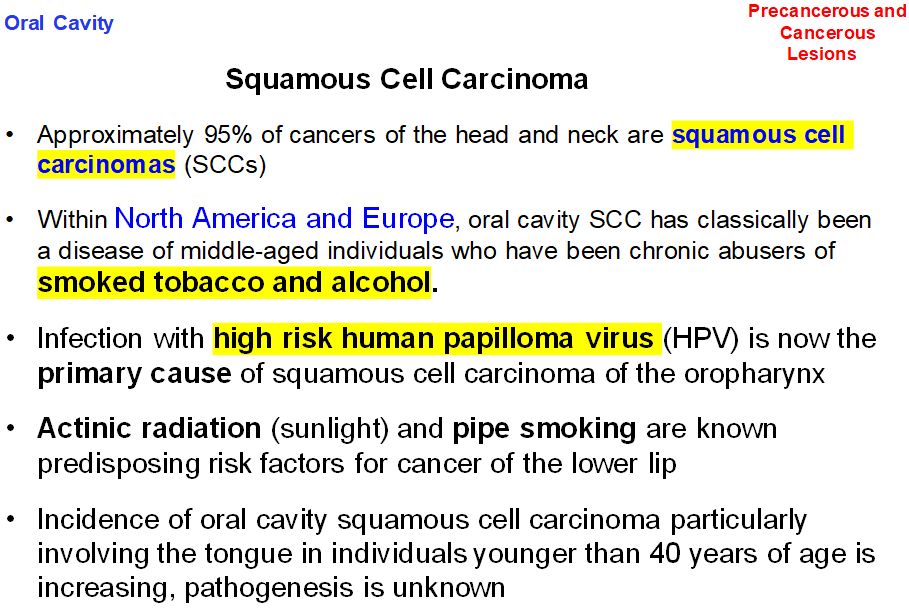 Oral Cavity
Precancerous and
Cancerous
Lesions
Squamous Cell Carcinoma
• Approximately 95% of cancers of the head and neck are squamous cell
carcinomas (SCCs)
• Within North America and Europe, oral cavity SCC has classically been
a disease of middle-aged individuals who have been chronic abusers of
smoked tobacco and alcohol.
• Infection with high risk human papilloma virus (HPV) is now the
primary cause of squamous cell carcinoma of the oropharynx
• Actinic radiation (sunlight) and pipe smoking are known
predisposing risk factors for cancer of the lower lip
• Incidence of oral cavity squamous cell carcinoma particularly
involving the tongue in individuals younger than 40 years of age is
increasing, pathogenesis is unknown